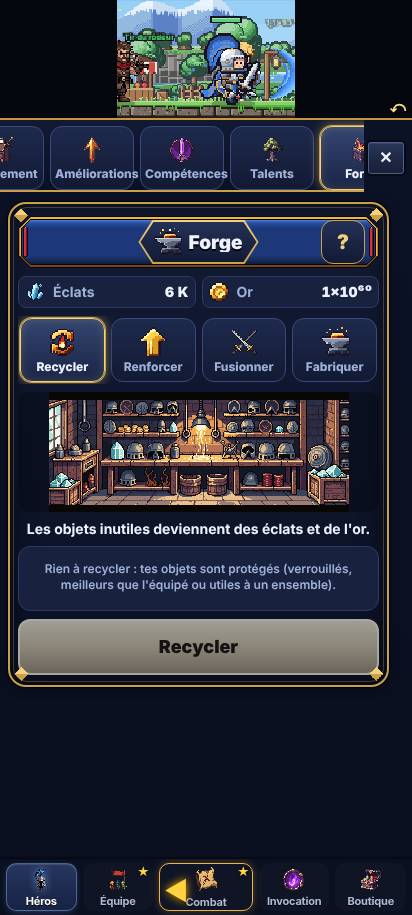 ement
Améliorations
Compétences
Talents
For
×
Forge
?
Éclats
6 K
Or
1×10⁶⁰
Recycler
Renforcer
Fusionner
Fabriquer
Les objets inutiles deviennent des éclats et de l'or.
Rien à recycler : tes objets sont protégés (verrouillés,
meilleurs que l'équipé ou utiles à un ensemble).
Recycler
Héros
Équipe
Combat
Invocation
Boutique